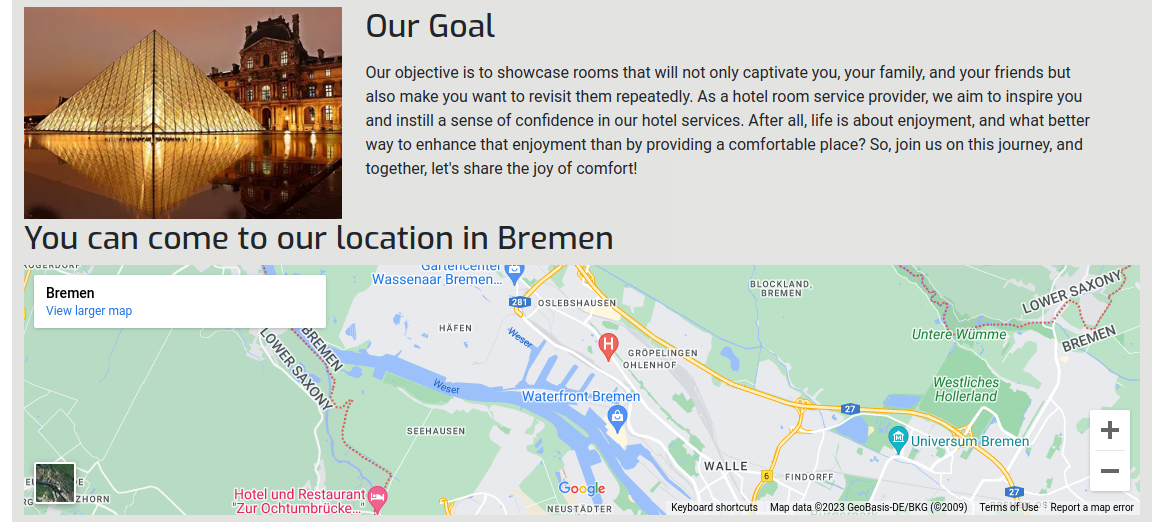 Our Goal
Our objective is to showcase rooms that will not only captivate you, your family, and your friends but
also make you want to revisit them repeatedly. As a hotel room service provider, we aim to inspire you
and instill a sense of confidence in our hotel services. After all, life is about enjoyment, and what better
way to enhance that enjoyment than by providing a comfortable place? So, join us on this journey, and
together, let's share the joy of comfort!
You can come to our location in Bremen
Bremen
View larger map
Gartencenter
Wassenaar Bremen...
281
OSLEBSHAUSEN
BLOCKLAND,
BREMEN
LOWER SAXONY
BREMEN
HÄFEN
Weser
H
GRÖPELINGEN
OHLENHOF
Untere Wümme
BREMEN
LOWER SAXONY
Weser
Waterfront Bremen
Westliches
Hollerland
27
SEEHAUSEN
Universum Bremen
WALLE
6
FINDORFF
27
Hotel und Restaurant
"Zur Ochtumbrücke...
Google
NEUSTÄDTER
Keyboard shortcuts
Map data ©2023 GeoBasis-DE/BKG (©2009)
Terms of Use
Report a map error